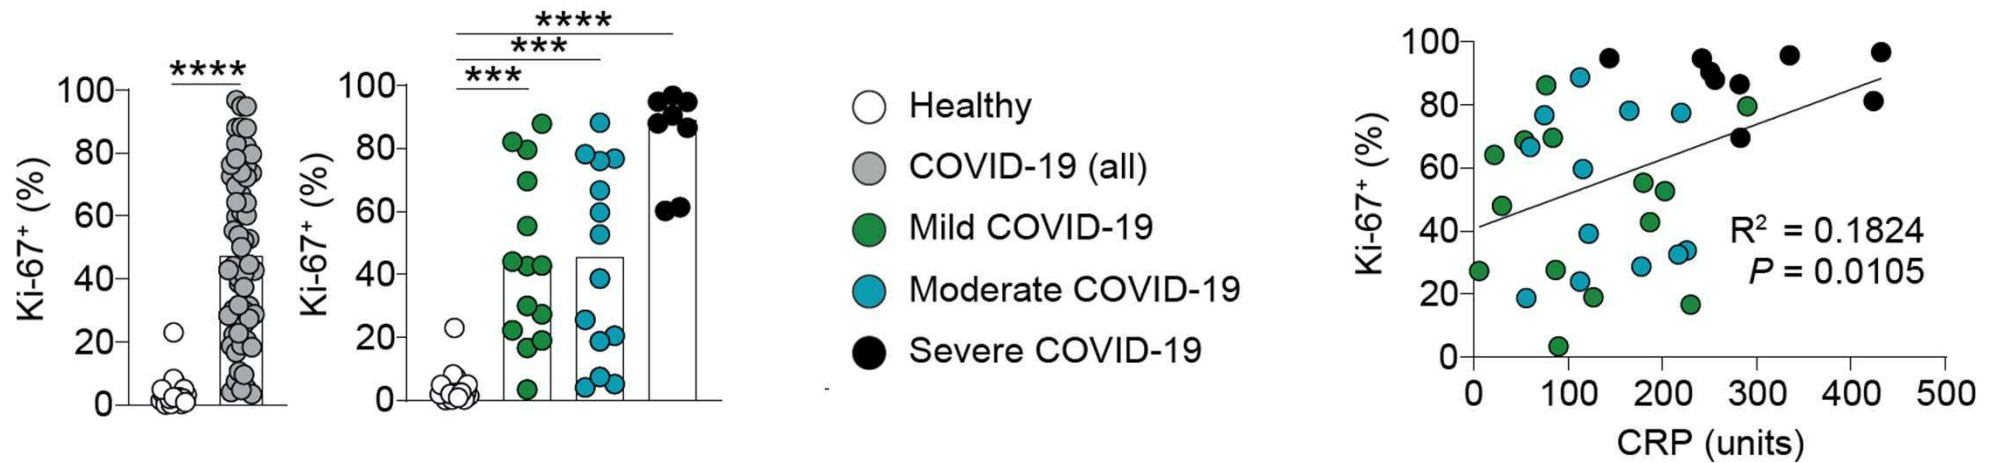 ****
100
80
60
40
20
0
Ki-67⁺ (%)
****
***
***
100
80
60
40
20
0
Ki-67⁺ (%)
Healthy
COVID-19 (all)
Mild COVID-19
Moderate COVID-19
Severe COVID-19
100
80
60
40
20
0
Ki-67⁺ (%)
R² = 0.1824
P = 0.0105
0 100 200 300 400 500
CRP (units)